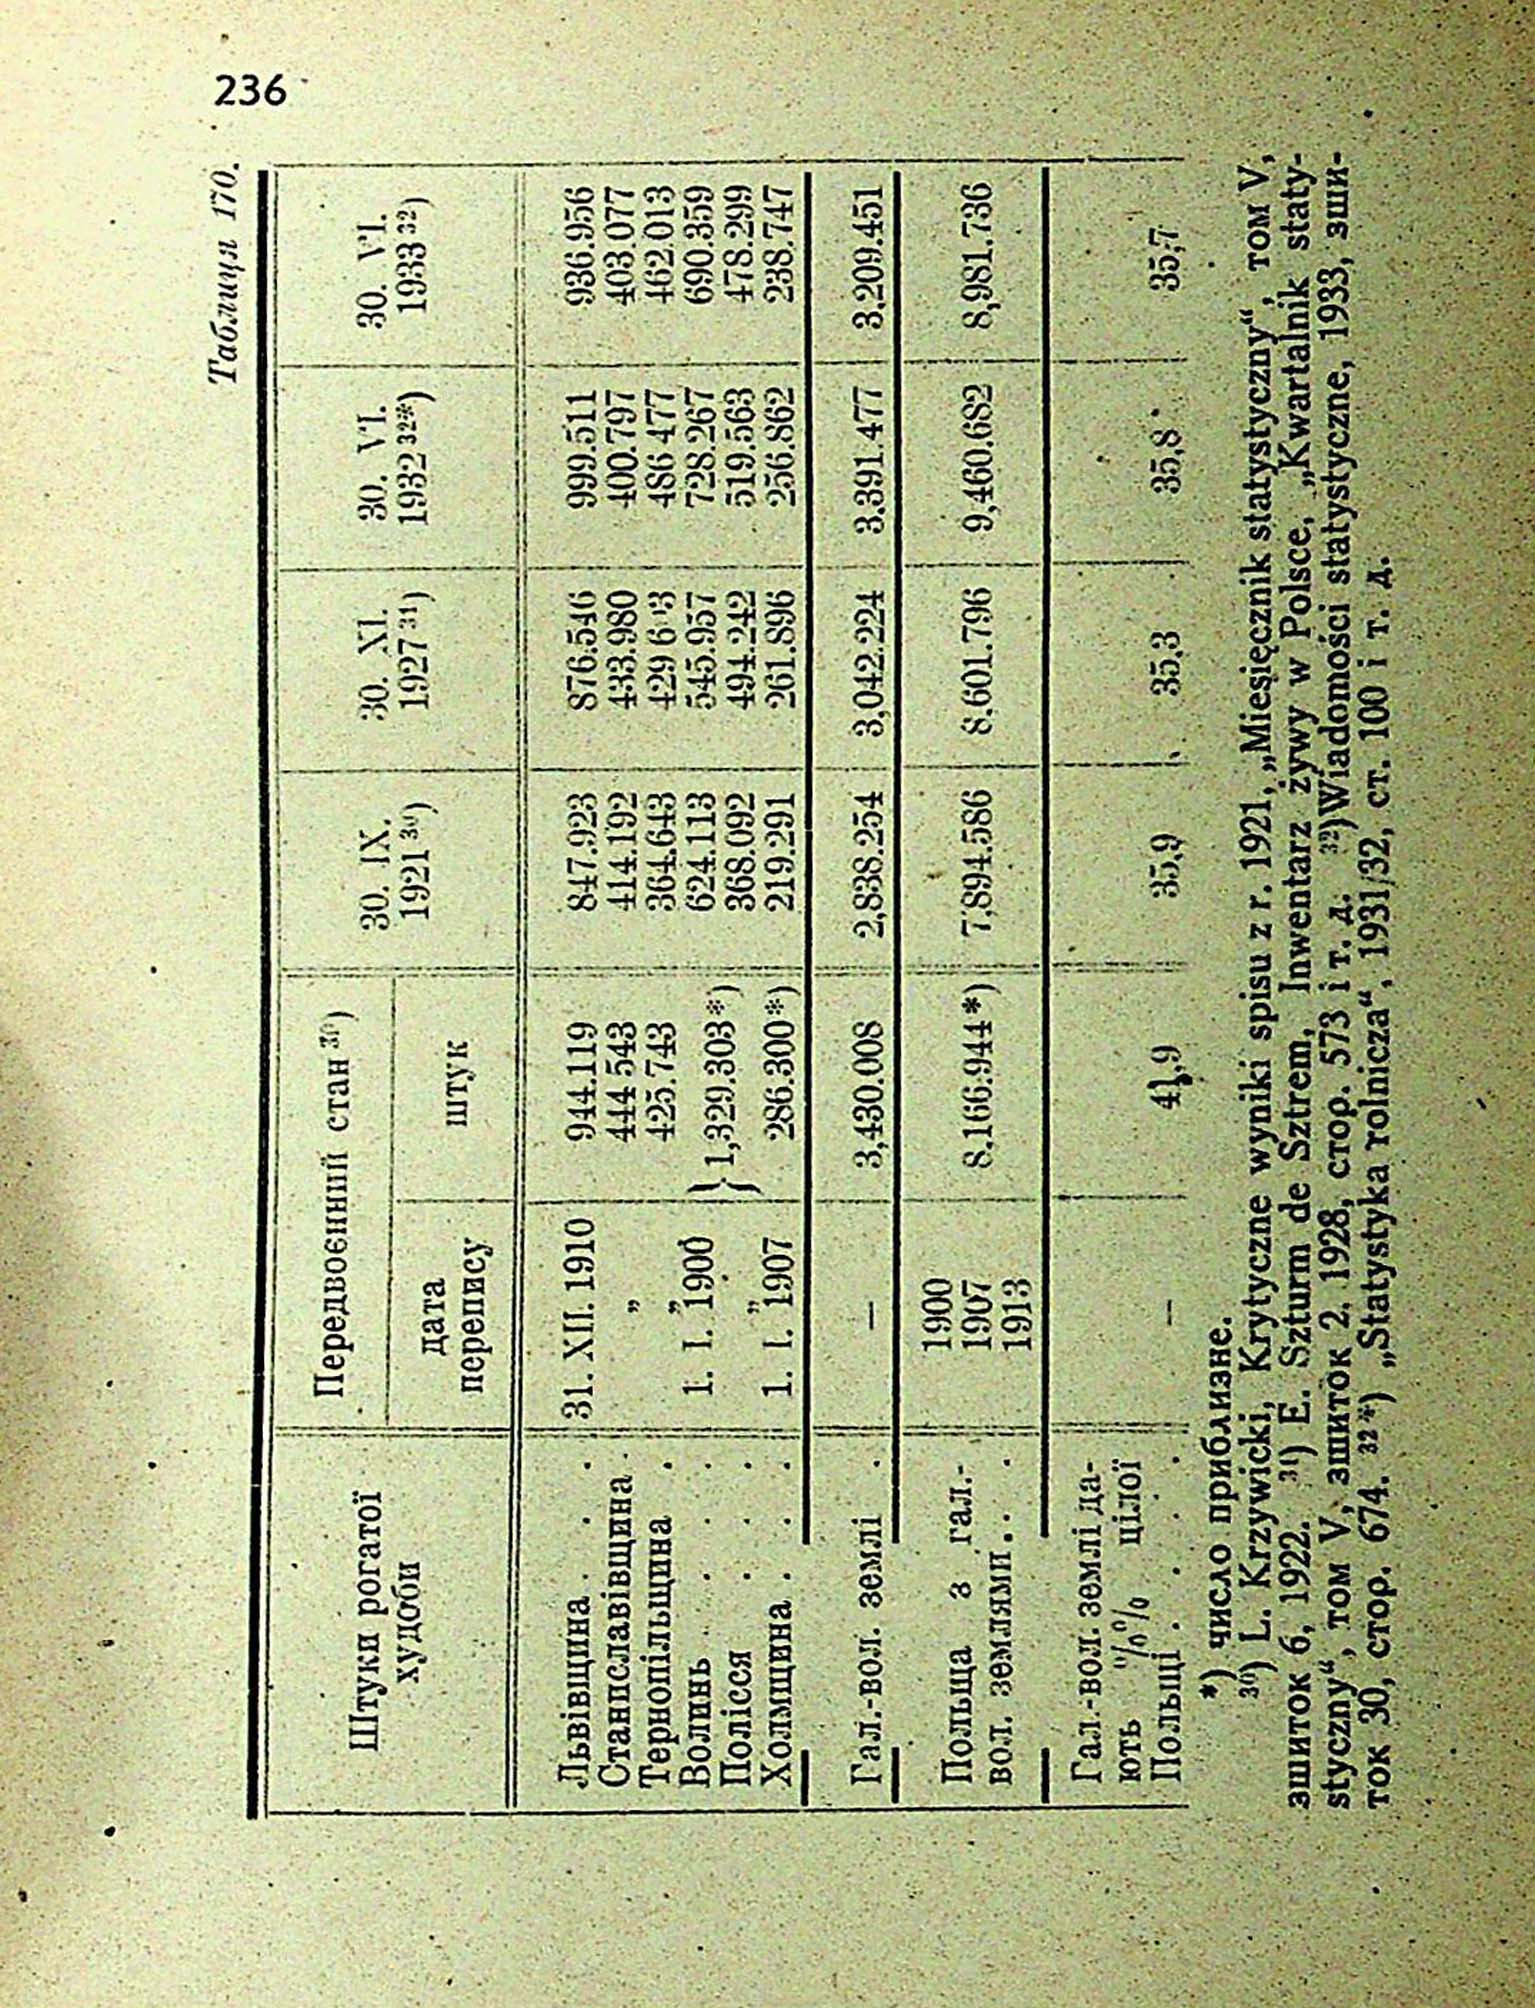 236
Таблиця 170.
Штуки рогатої худоби | Передвоєнний стан ³⁰) | 30. IX. 1921 ³⁰) | 30. XI. 1927 ³¹) | 30. VI. 1932 ³²*) | 30. VI. 1933 ³²)
дата перепису | штук
Львівщина . . . . 31. XII. 1910 944.119 847.923 876.546 999.511 936.956
Станиславівщина . „ 444 543 414.192 433.980 400.797 403.077
Тернопільщина . „ 425.743 364.643 486 477 462.013
Волинь . . . . . 1. I. 1900 } 1,329.303*) 624.113 545.957 728.267 690.359
Полісся . . . . „ 368.092 494.242 519.563 478.299
Холмщина . . . . 1. I. 1907 286.300*) 219.291 261.896 256.862 238.747
Гал.-вол. землі . — 3,430.008 2,838.254 3,042.224 3.391.477 3.209.451
Польща з гал.- 1900
вол. землями . . . 1907 8,166.944*) 7,894.586 8,601.796 9,460.682 8,981.736
1913
Гал.-вол. землі да-
ють %% цілої
Польщі . . . . . — 41,9 35,9 35,3 35,8 35,7
*) число приблизне.
³⁰) L. Krzywicki, Krytyczne wyniki spisu z r. 1921, „Miesięcznik statystyczny“, том V,
зшиток 6, 1922. ³¹) E. Szturm de Sztrem, Inwentarz żywy w Polsce, „Kwartalnik staty-
styczny“, том V, зшиток 2, 1928, стор. 573 і т. д. ³²) Wiadomości statystyczne, 1933, зши-
ток 30, стор. 674. ³²*) „Statystyka rolnicza“, 1931/32, ст. 100 і т. д.